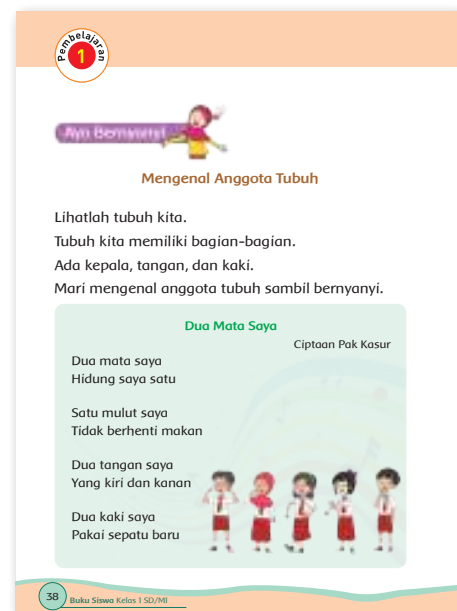 Pembelajaran
1
Ayo Bernyanyi
Mengenal Anggota Tubuh
Lihatlah tubuh kita.
Tubuh kita memiliki bagian-bagian.
Ada kepala, tangan, dan kaki.
Mari mengenal anggota tubuh sambil bernyanyi.
Dua Mata Saya
Ciptaan Pak Kasur
Dua mata saya
Hidung saya satu
Satu mulut saya
Tidak berhenti makan
Dua tangan saya
Yang kiri dan kanan
Dua kaki saya
Pakai sepatu baru
38
Buku Siswa Kelas I SD/MI